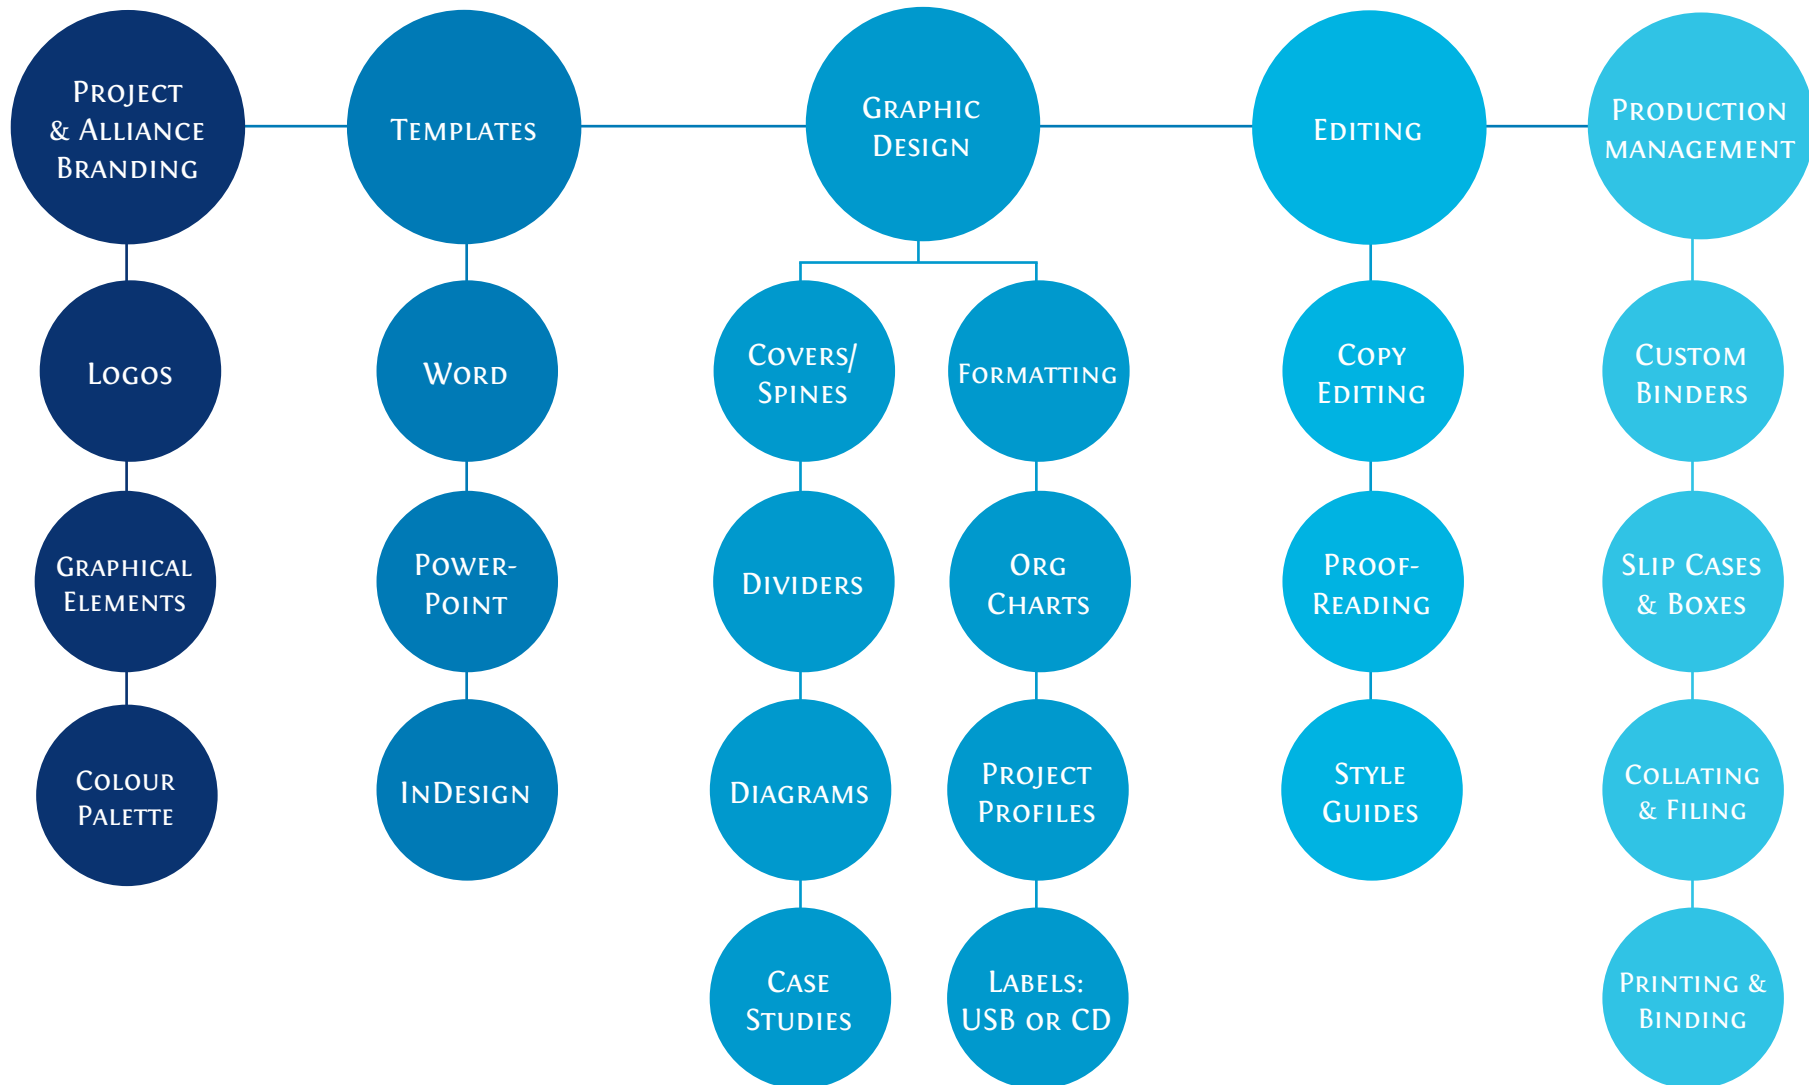 Project
& Alliance
Branding
Templates
Graphic
Design
Editing
Production
management
Logos
Word
Covers/
Spines
Formatting
Copy
Editing
Custom
Binders
Graphical
Elements
Power-
Point
Dividers
Org
Charts
Proof-
Reading
Slip Cases
& Boxes
Colour
Palette
InDesign
Diagrams
Project
Profiles
Style
Guides
Collating
& Filing
Case
Studies
Labels:
USB or CD
Printing &
Binding